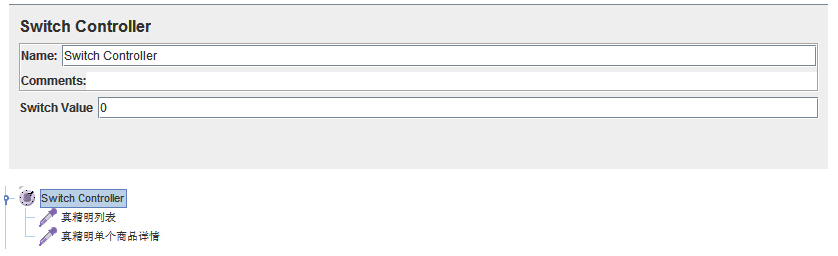 Switch Controller
Name: Switch Controller
Comments:
Switch Value 0
Switch Controller
真精明列表
真精明单个商品详情